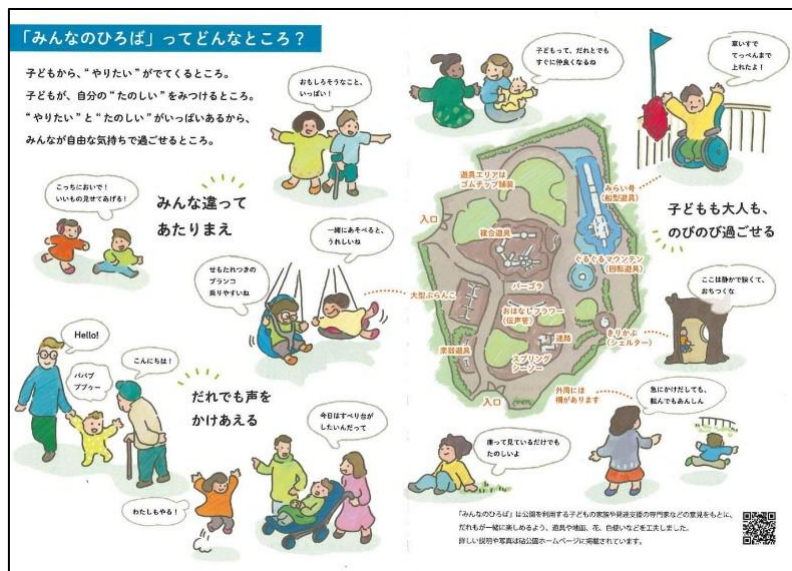 「みんなのひろば」ってどんなところ？
子どもから、“やりたい”がでてくるところ。
子どもが、自分の“たのしい”をみつけるところ。
“やりたい”と“たのしい”がいっぱいあるから、
みんなが自由な気持ちで過ごせるところ。
おもしろそうなこと、
いっぱい！
こっちにおいで！
いいもの見せてあげる！
みんな違って
あたりまえ
一緒にあそべると、
うれしいね
せもたれつきの
ブランコ
乗りやすいね
Hello!
パパブ
ブブゥー
こんにちは！
だれでも声を
かけあえる
今日はすべり台が
したいんだって
わたしもやる！
子どもって、だれとでも
すぐに仲良くなるね
車いすで
てっぺんまで
上れたよ！
遊具エリアは
ゴムチップ舗装
みらい号
（船型遊具）
入口
複合遊具
ぐるぐるマウンテン
（回転遊具）
子どもも大人も、
のびのび過ごせる
大型ぶらんこ
パーゴラ
おはなしフラワー
（伝声管）
迷路
きりかぶ
（シェルター）
ここは静かで狭くて、
おちつくな
楽器遊具
スプリング
シーソー
入口
外周には
柵があります
急にかけだしても、
転んでもあんしん
座って見ているだけでも
たのしいよ
「みんなのひろば」は公園を利用する子どもの家族や発達支援の専門家などの意見をもとに、
だれもが一緒に楽しめるよう、遊具や地面、花、色使いなどを工夫しました。
詳しい説明や写真は砧公園ホームページに掲載されています。